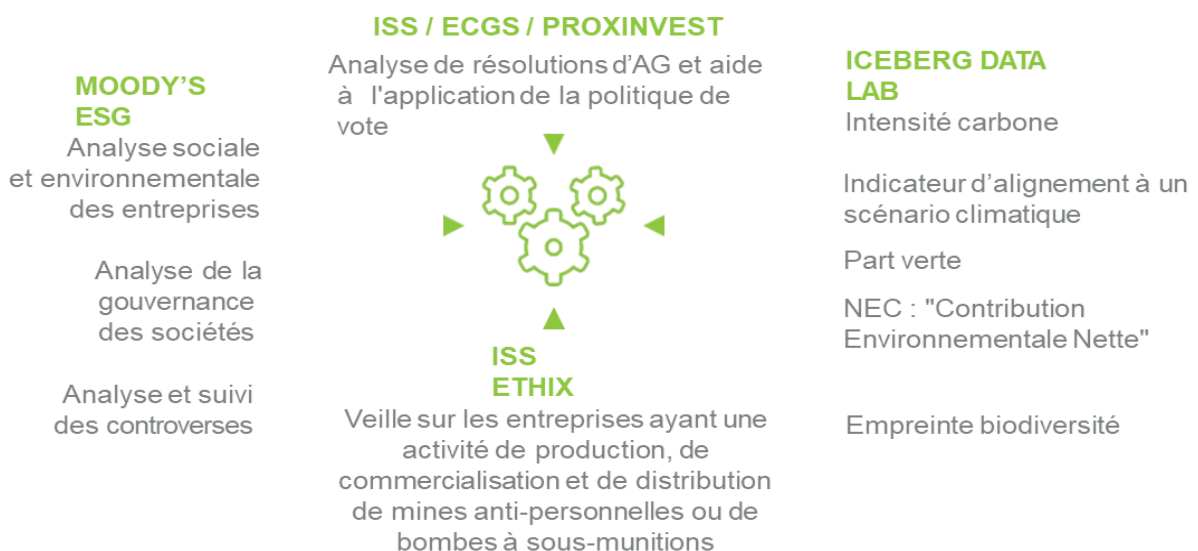 ISS / ECGS / PROXINVEST
Analyse de résolutions d’AG et aide
à l'application de la politique de
vote
MOODY’S
ESG
Analyse sociale
et environnementale
des entreprises
Analyse de la
gouvernance
des sociétés
Analyse et suivi
des controverses
ICEBERG DATA
LAB
Intensité carbone
Indicateur d’alignement à un
scénario climatique
Part verte
NEC : "Contribution
Environnementale Nette"
Empreinte biodiversité
ISS
ETHIX
Veille sur les entreprises ayant une
activité de production, de
commercialisation et de distribution
de mines anti-personnelles ou de
bombes à sous-munitions